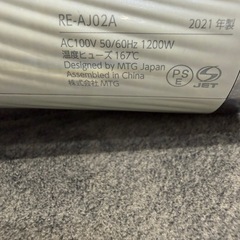 RE-AJ02A 2021年製
AC100V 50/60Hz 1200W
温度ヒューズ 167℃
Designed by MTG Japan
Assembled in China
株式会社 MTG
PS
E
S
JET